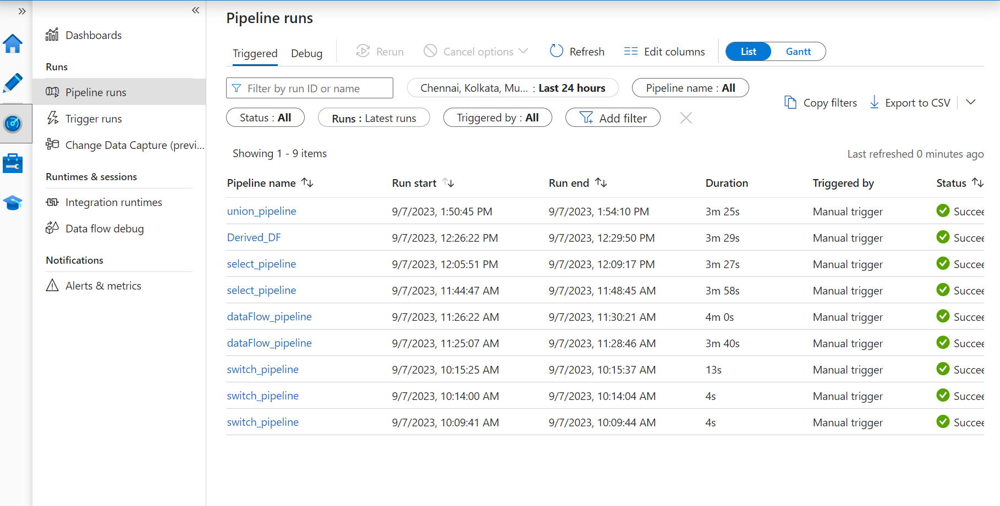 Dashboards
Runs
Pipeline runs
Trigger runs
Change Data Capture (previ...
Runtimes & sessions
Integration runtimes
Data flow debug
Notifications
Alerts & metrics
Pipeline runs
Triggered Debug Rerun Cancel options Refresh Edit columns List Gantt
Filter by run ID or name Chennai, Kolkata, Mu... : Last 24 hours Pipeline name : All
Copy filters Export to CSV
Status : All Runs : Latest runs Triggered by : All Add filter
Showing 1 - 9 items Last refreshed 0 minutes ago
Pipeline name Run start Run end Duration Triggered by Status
union_pipeline 9/7/2023, 1:50:45 PM 9/7/2023, 1:54:10 PM 3m 25s Manual trigger Succee
Derived_DF 9/7/2023, 12:26:22 PM 9/7/2023, 12:29:50 PM 3m 29s Manual trigger Succee
select_pipeline 9/7/2023, 12:05:51 PM 9/7/2023, 12:09:17 PM 3m 27s Manual trigger Succee
select_pipeline 9/7/2023, 11:44:47 AM 9/7/2023, 11:48:45 AM 3m 58s Manual trigger Succee
dataFlow_pipeline 9/7/2023, 11:26:22 AM 9/7/2023, 11:30:21 AM 4m 0s Manual trigger Succee
dataFlow_pipeline 9/7/2023, 11:25:07 AM 9/7/2023, 11:28:46 AM 3m 40s Manual trigger Succee
switch_pipeline 9/7/2023, 10:15:25 AM 9/7/2023, 10:15:37 AM 13s Manual trigger Succee
switch_pipeline 9/7/2023, 10:14:00 AM 9/7/2023, 10:14:04 AM 4s Manual trigger Succee
switch_pipeline 9/7/2023, 10:09:41 AM 9/7/2023, 10:09:44 AM 4s Manual trigger Succee